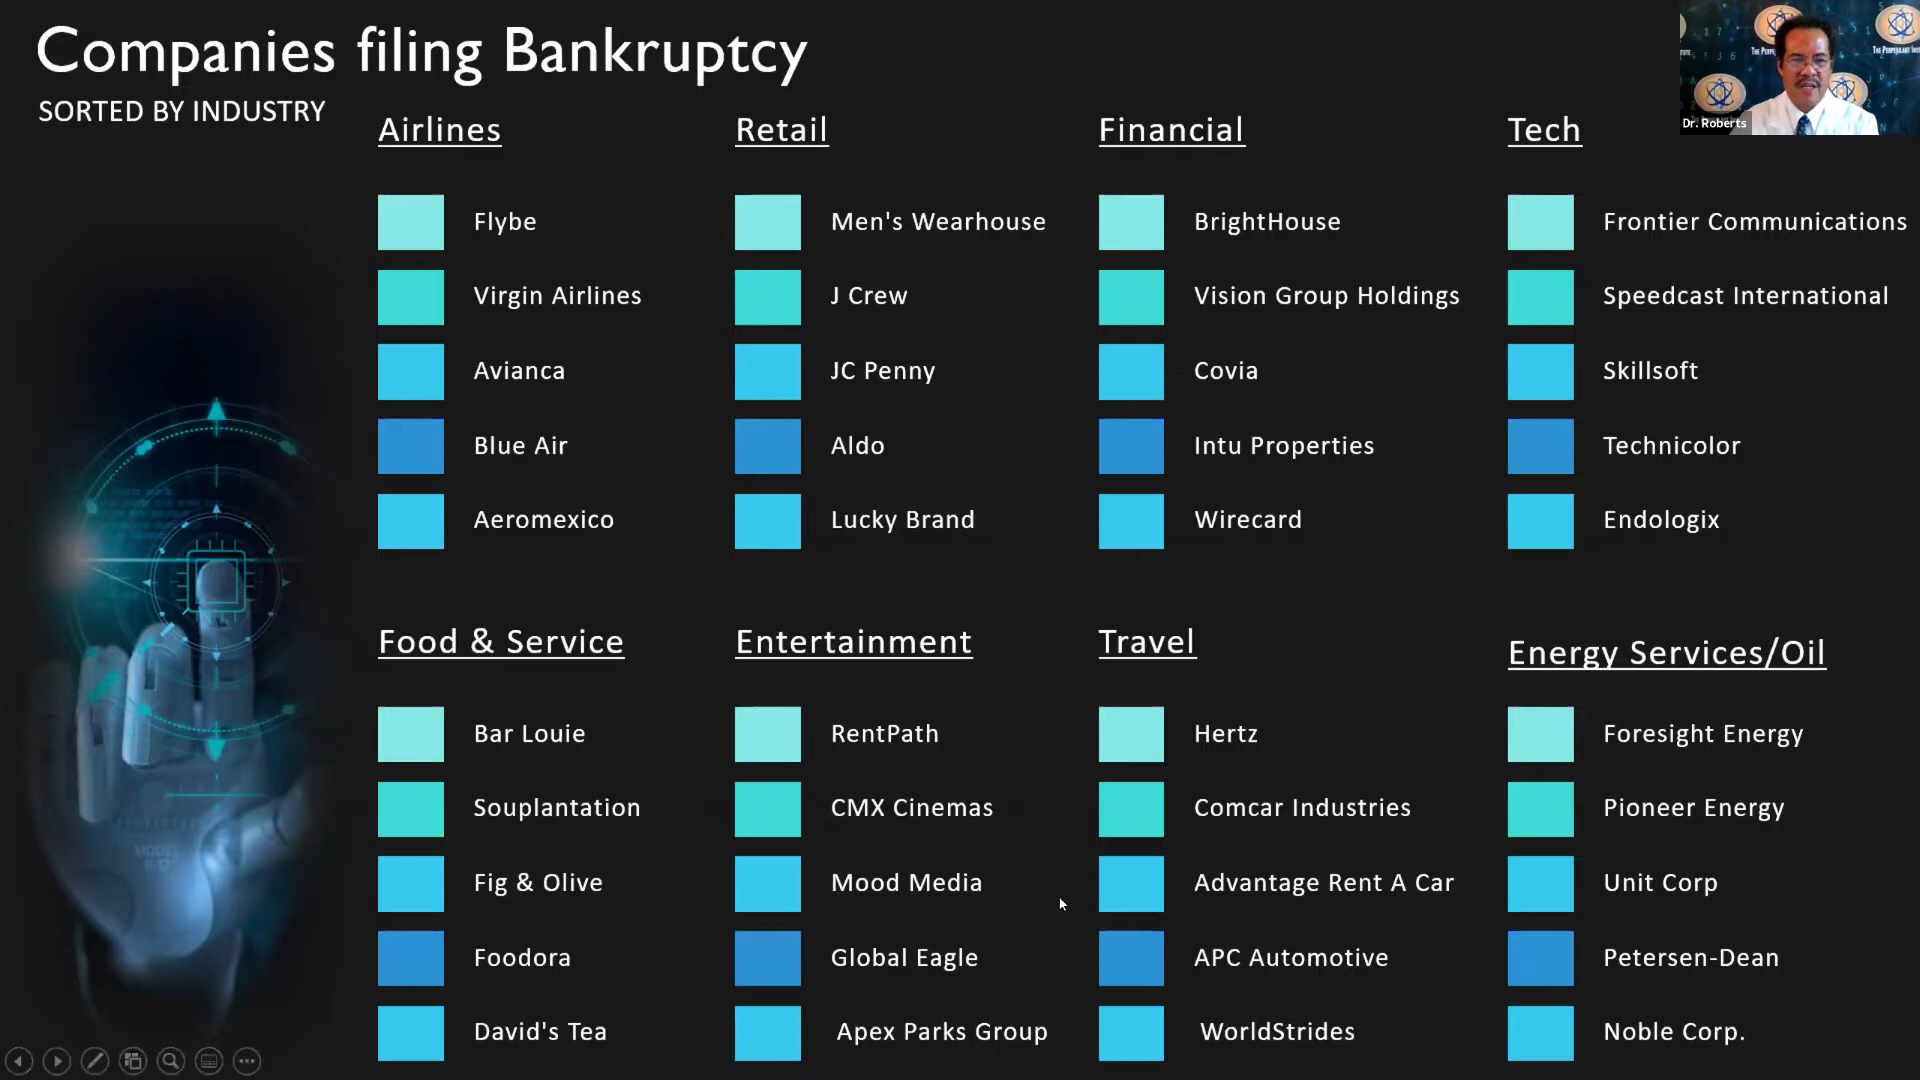 Companies filing Bankruptcy
SORTED BY INDUSTRY
Airlines
Flybe
Virgin Airlines
Avianca
Blue Air
Aeromexico
Retail
Men's Wearhouse
J Crew
JC Penny
Aldo
Lucky Brand
Financial
BrightHouse
Vision Group Holdings
Covia
Intu Properties
Wirecard
Tech
Frontier Communications
Speedcast International
Skillsoft
Technicolor
Endologix
Food & Service
Bar Louie
Souplantation
Fig & Olive
Foodora
David's Tea
Entertainment
RentPath
CMX Cinemas
Mood Media
Global Eagle
Apex Parks Group
Travel
Hertz
Comcar Industries
Advantage Rent A Car
APC Automotive
WorldStrides
Energy Services/Oil
Foresight Energy
Pioneer Energy
Unit Corp
Petersen-Dean
Noble Corp.
Dr. Roberts